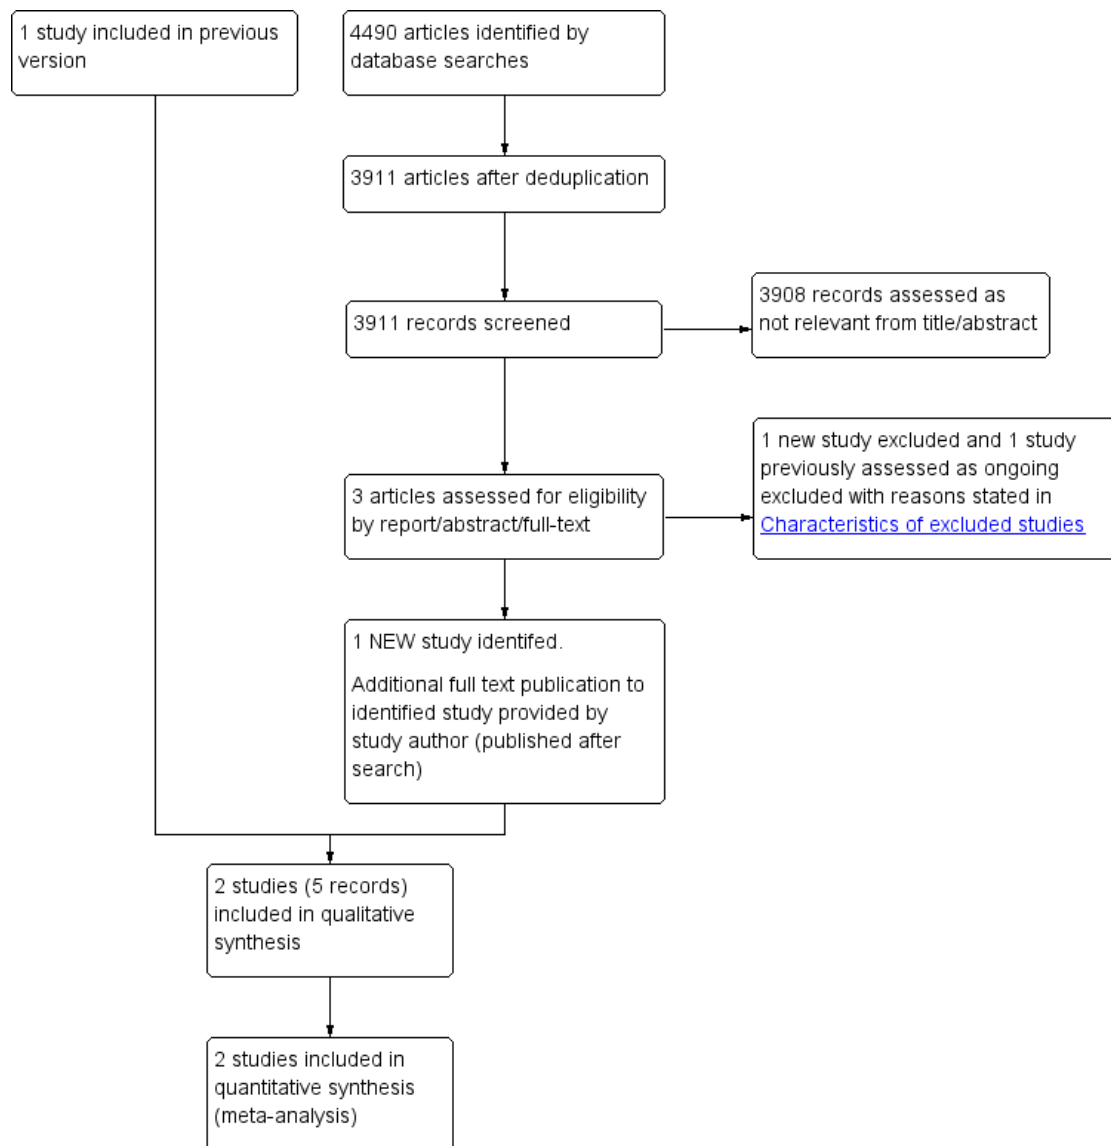 1 study included in previous
version
4490 articles identified by
database searches
3911 articles after deduplication
3911 records screened
3908 records assessed as
not relevant from title/abstract
3 articles assessed for eligibility
by report/abstract/full-text
1 new study excluded and 1 study
previously assessed as ongoing
excluded with reasons stated in
Characteristics of excluded studies
1 NEW study identifed.
Additional full text publication to
identified study provided by
study author (published after
search)
2 studies (5 records)
included in qualitative
synthesis
2 studies included in
quantitative synthesis
(meta-analysis)